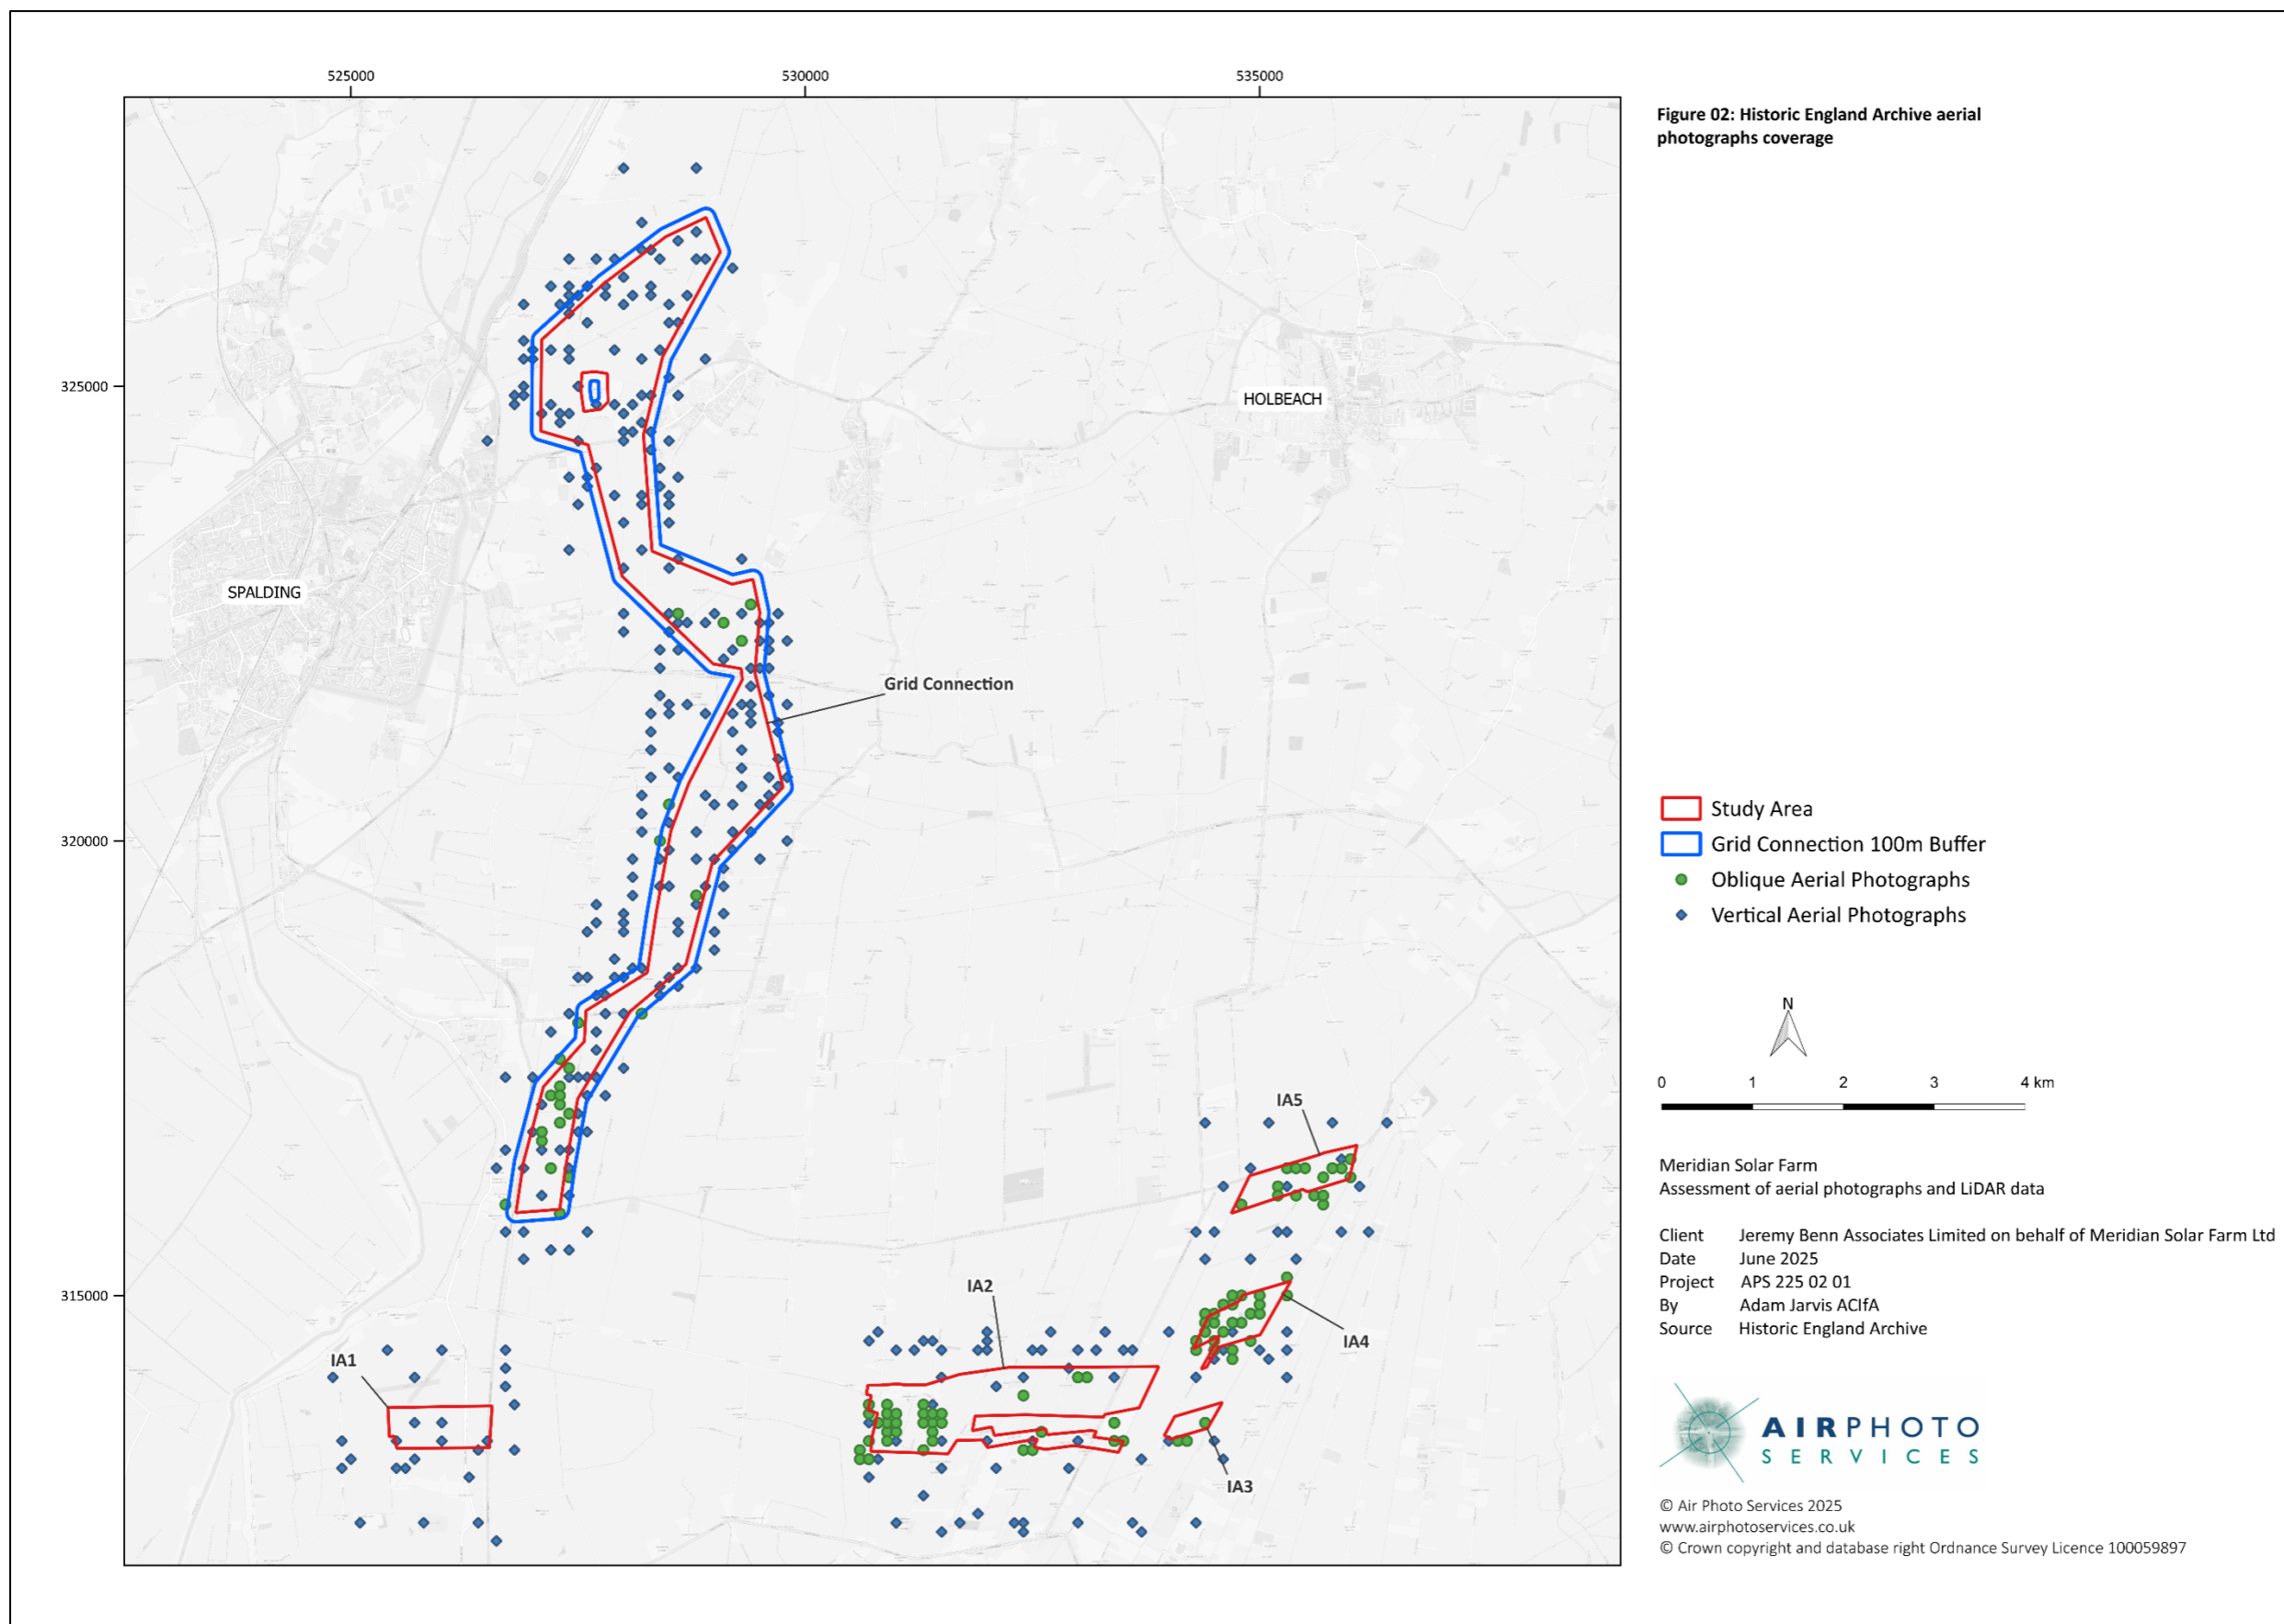 525000
530000
535000
Figure 02: Historic England Archive aerial
photographs coverage
325000
HOLBEACH
SPALDING
Grid Connection
Study Area
Grid Connection 100m Buffer
Oblique Aerial Photographs
Vertical Aerial Photographs
320000
N
0 1 2 3 4 km
IA5
Meridian Solar Farm
Assessment of aerial photographs and LiDAR data
Client Jeremy Benn Associates Limited on behalf of Meridian Solar Farm Ltd
Date June 2025
Project APS 225 02 01
By Adam Jarvis ACIfA
Source Historic England Archive
IA2
315000
IA4
IA1
IA3
AIRPHOTO
SERVICES
© Air Photo Services 2025
www.airphotoservices.co.uk
© Crown copyright and database right Ordnance Survey Licence 100059897